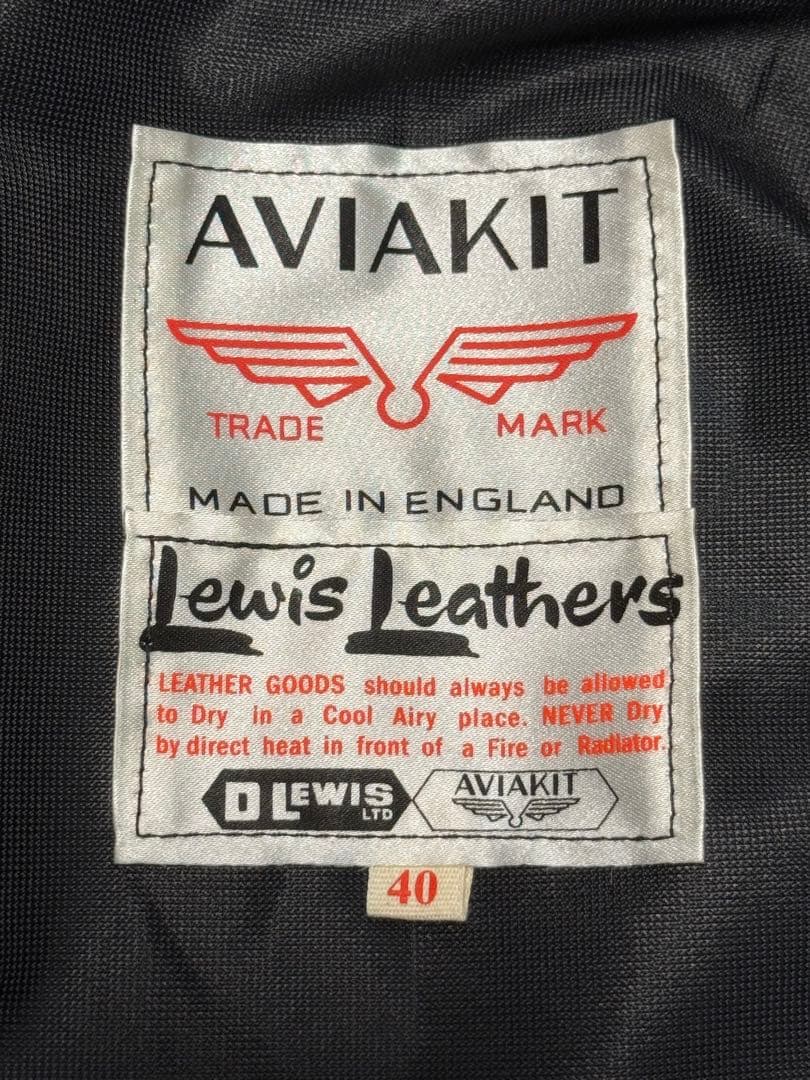 AVIAKIT
TRADE MARK
MADE IN ENGLAND
Lewis Leathers
LEATHER GOODS should always be allowed
to Dry in a Cool Airy place. NEVER Dry
by direct heat in front of a Fire or Radiator.
D LEWIS LTD AVIAKIT
40